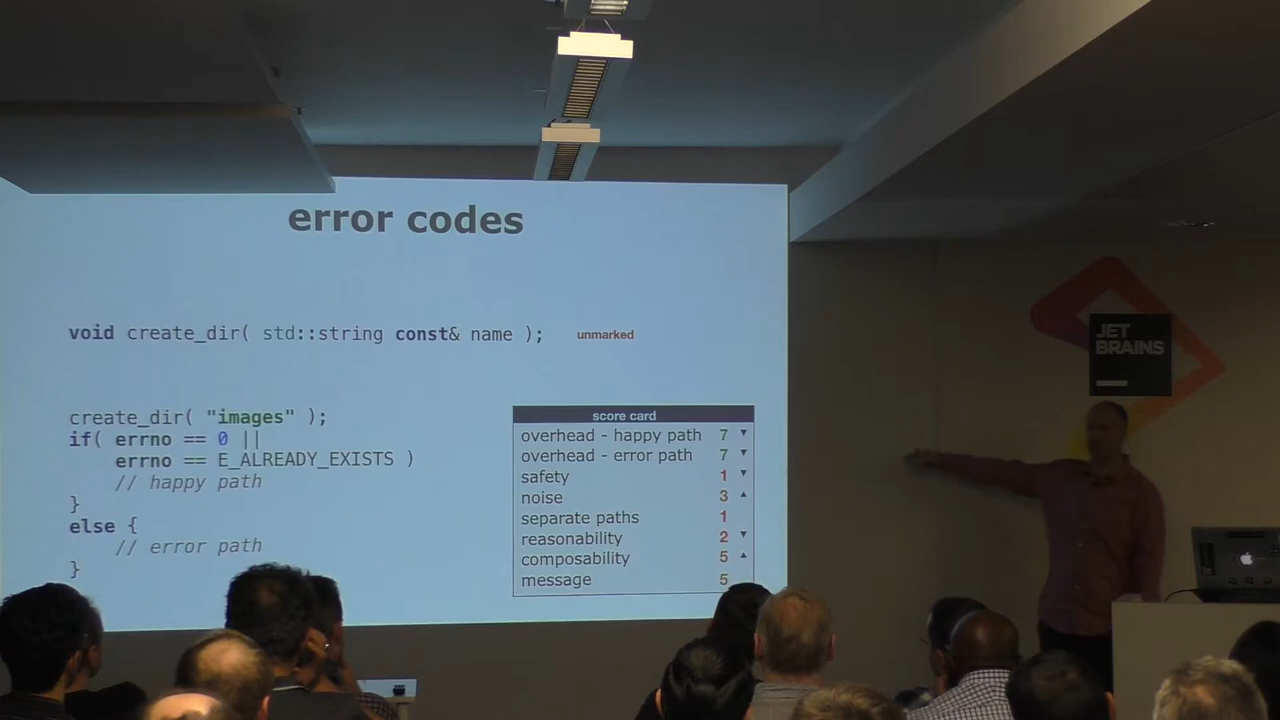 error codes
void create_dir( std::string const& name ); unmarked
create_dir( "images" );
if( errno == 0 ||
errno == E_ALREADY_EXISTS )
// happy path
}
else {
// error path
}
score card
overhead - happy path 7 ▼
overhead - error path 7 ▼
safety 1 ▼
noise 3 ▲
separate paths 1
reasonability 2 ▼
composability 5 ▲
message 5
JET
BRAINS